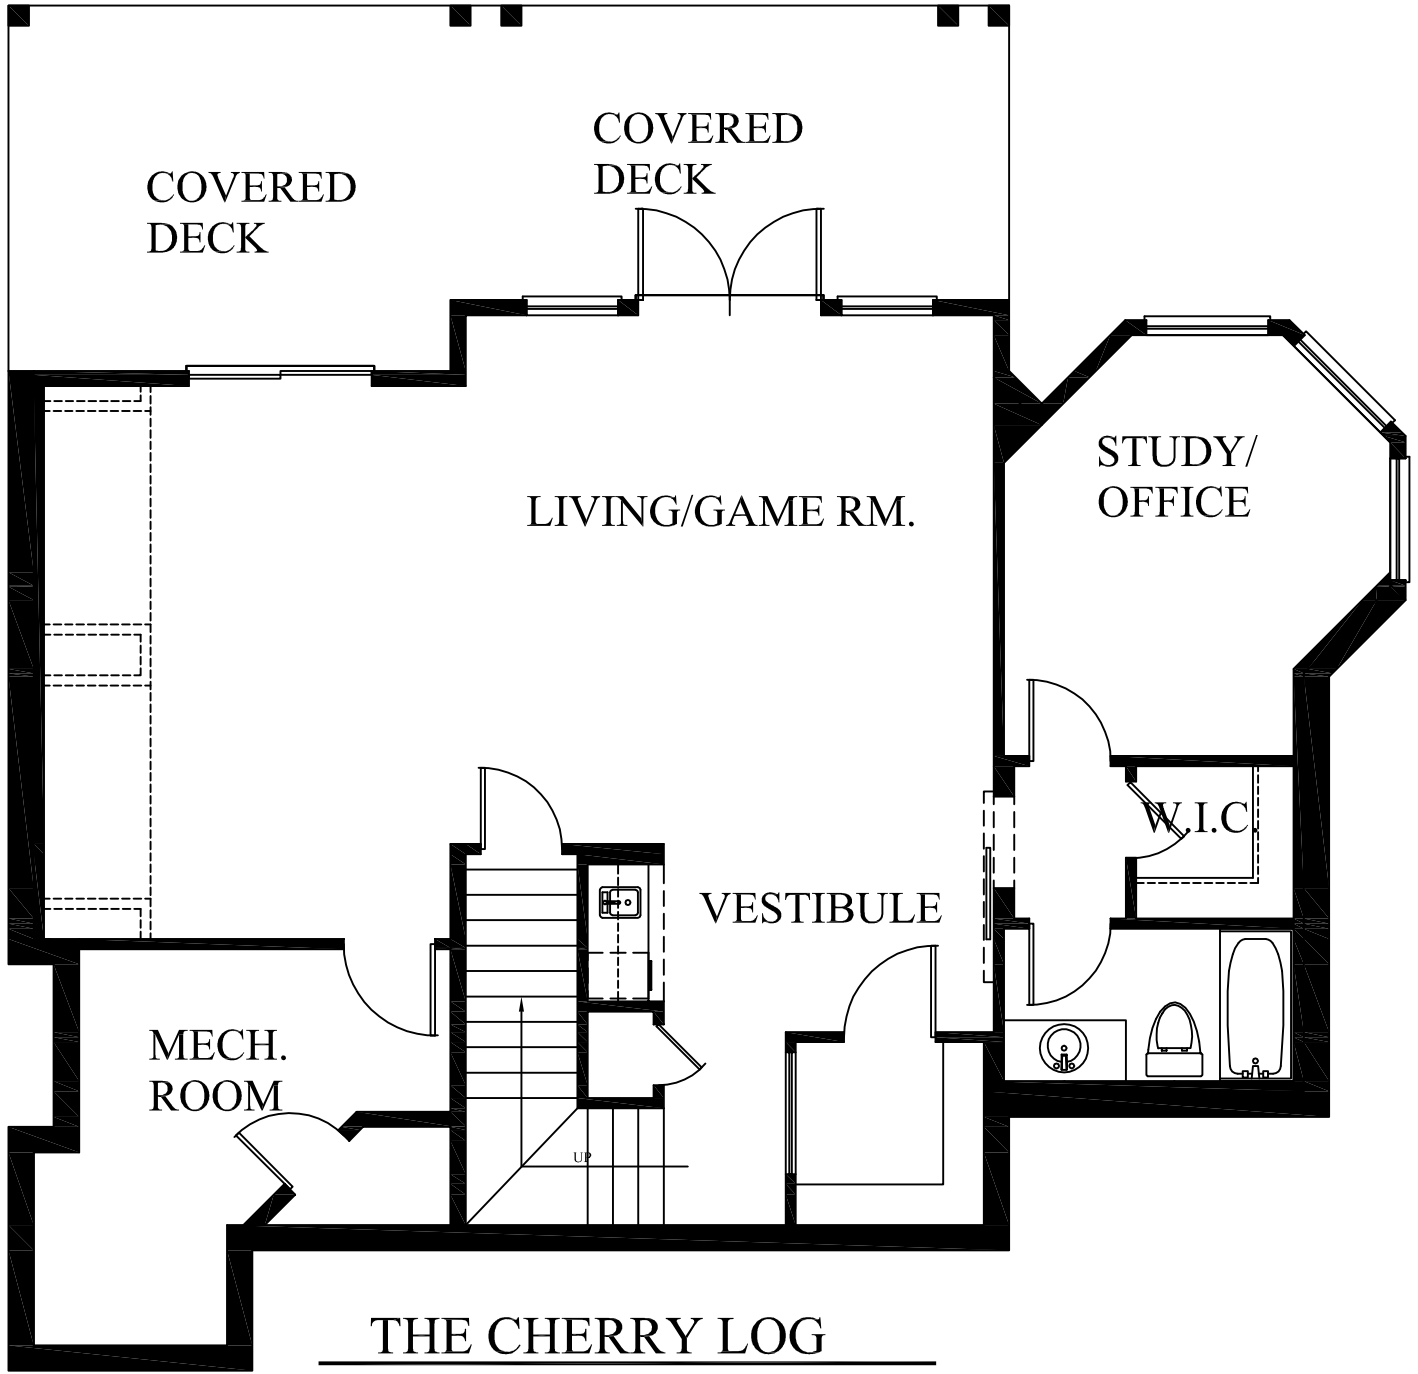 COVERED
DECK
COVERED
DECK
LIVING/GAME RM.
STUDY/
OFFICE
W.I.C.
VESTIBULE
MECH.
ROOM
UP
THE CHERRY LOG